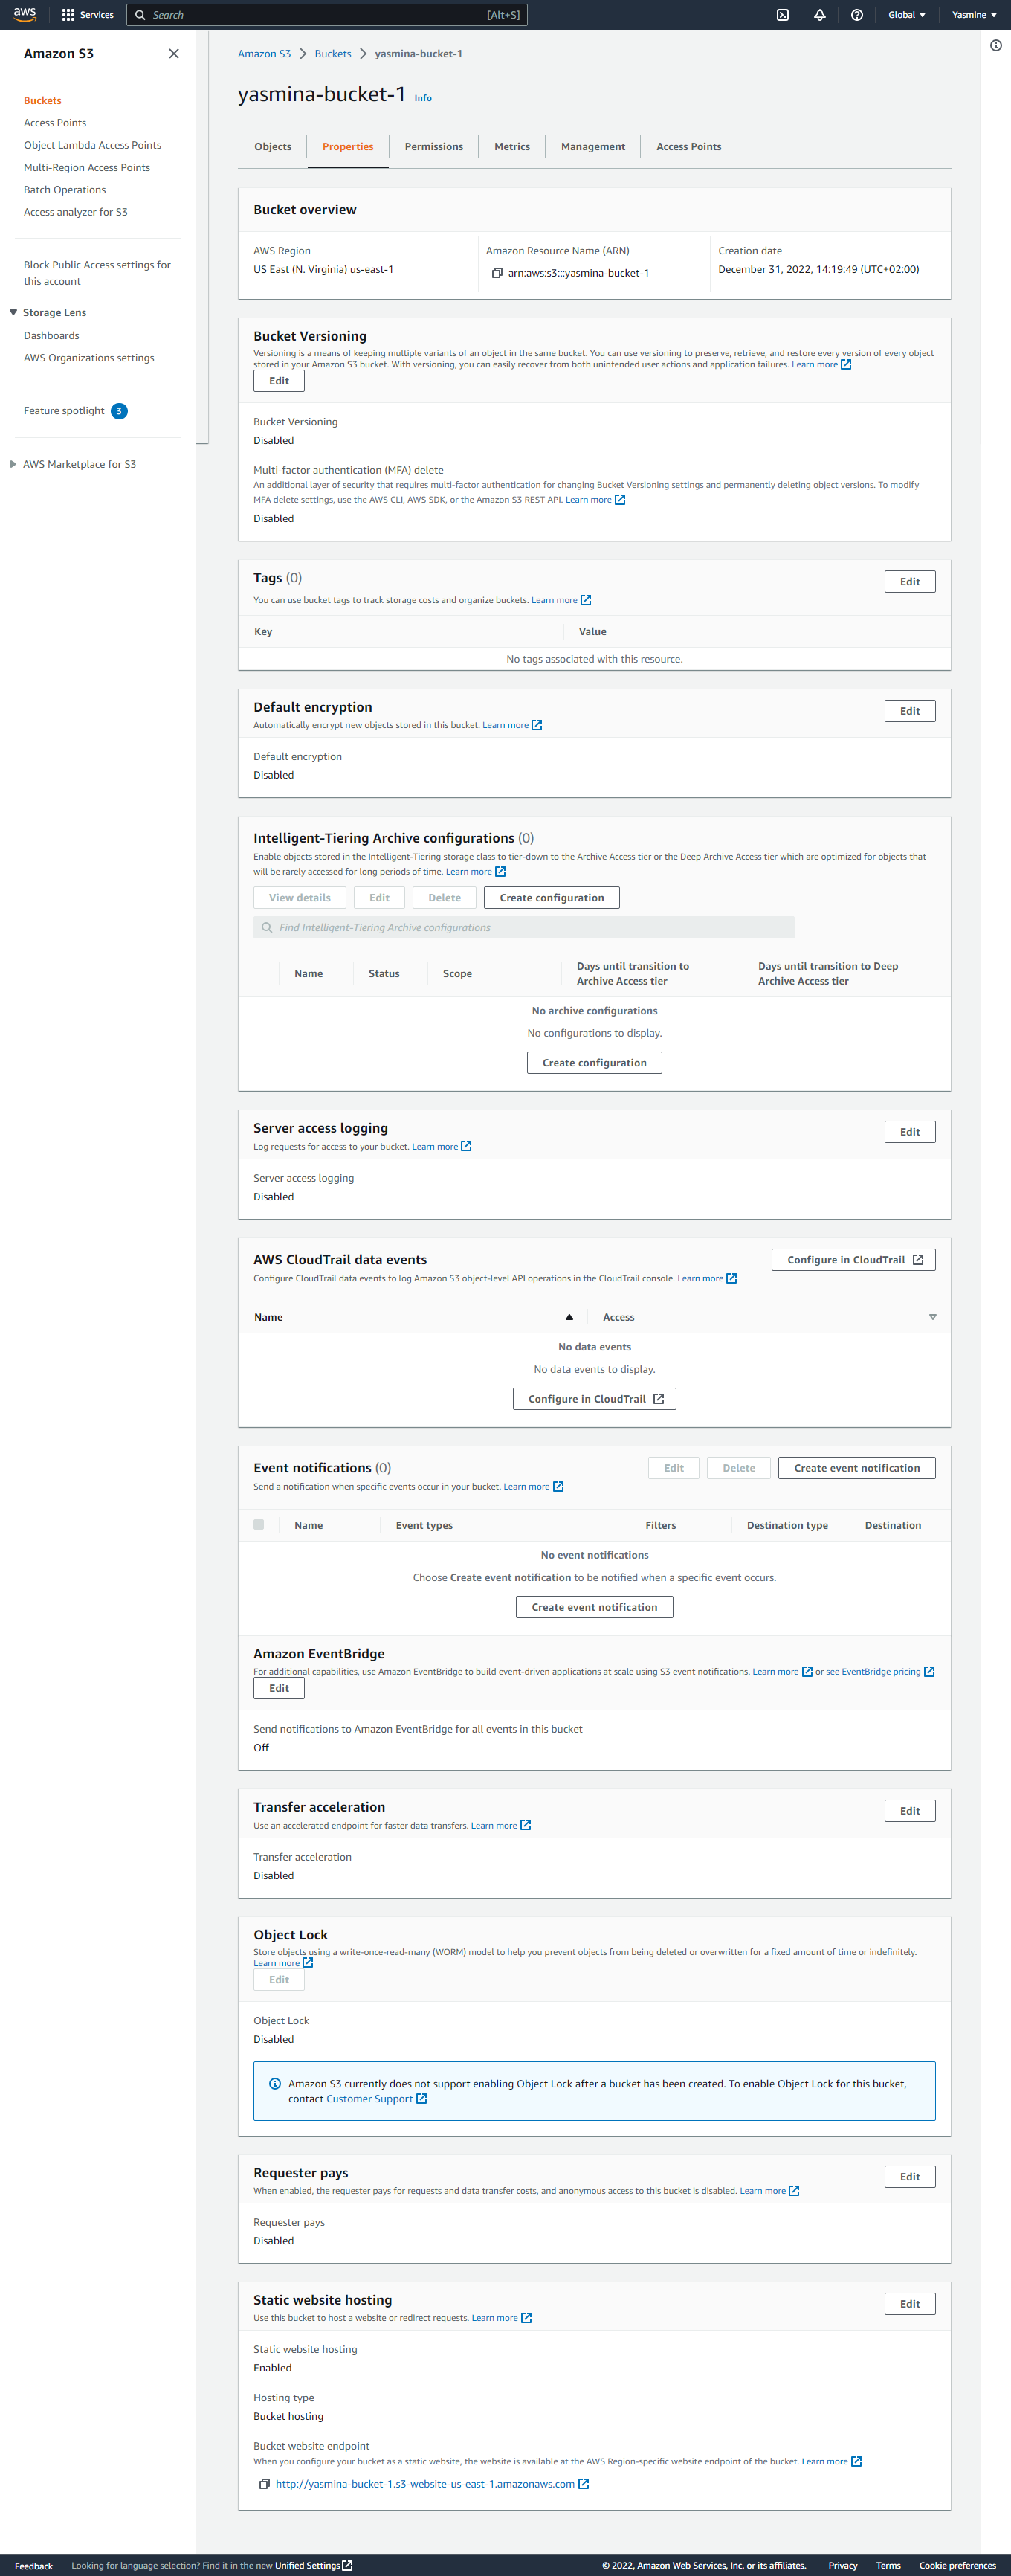 aws
Services
Search
[Alt+S]
Global ▼
Yasmine ▼
Amazon S3
Buckets
Access Points
Object Lambda Access Points
Multi-Region Access Points
Batch Operations
Access analyzer for S3
Block Public Access settings for
this account
Storage Lens
Dashboards
AWS Organizations settings
Feature spotlight 3
AWS Marketplace for S3
Amazon S3 > Buckets > yasmina-bucket-1
yasmina-bucket-1 Info
Objects
Properties
Permissions
Metrics
Management
Access Points
Bucket overview
AWS Region
US East (N. Virginia) us-east-1
Amazon Resource Name (ARN)
arn:aws:s3:::yasmina-bucket-1
Creation date
December 31, 2022, 14:19:49 (UTC+02:00)
Bucket Versioning
Versioning is a means of keeping multiple variants of an object in the same bucket. You can use versioning to preserve, retrieve, and restore every version of every object
stored in your Amazon S3 bucket. With versioning, you can easily recover from both unintended user actions and application failures. Learn more
Edit
Bucket Versioning
Disabled
Multi-factor authentication (MFA) delete
An additional layer of security that requires multi-factor authentication for changing Bucket Versioning settings and permanently deleting object versions. To modify
MFA delete settings, use the AWS CLI, AWS SDK, or the Amazon S3 REST API. Learn more
Disabled
Tags (0)
Edit
You can use bucket tags to track storage costs and organize buckets. Learn more
Key
Value
No tags associated with this resource.
Default encryption
Edit
Automatically encrypt new objects stored in this bucket. Learn more
Default encryption
Disabled
Intelligent-Tiering Archive configurations (0)
Enable objects stored in the Intelligent-Tiering storage class to tier-down to the Archive Access tier or the Deep Archive Access tier which are optimized for objects that
will be rarely accessed for long periods of time. Learn more
View details
Edit
Delete
Create configuration
Find Intelligent-Tiering Archive configurations
Name
Status
Scope
Days until transition to
Archive Access tier
Days until transition to Deep
Archive Access tier
No archive configurations
No configurations to display.
Create configuration
Server access logging
Edit
Log requests for access to your bucket. Learn more
Server access logging
Disabled
AWS CloudTrail data events
Configure in CloudTrail
Configure CloudTrail data events to log Amazon S3 object-level API operations in the CloudTrail console. Learn more
Name
Access
No data events
No data events to display.
Configure in CloudTrail
Event notifications (0)
Edit
Delete
Create event notification
Send a notification when specific events occur in your bucket. Learn more
Name
Event types
Filters
Destination type
Destination
No event notifications
Choose Create event notification to be notified when a specific event occurs.
Create event notification
Amazon EventBridge
For additional capabilities, use Amazon EventBridge to build event-driven applications at scale using S3 event notifications. Learn more or see EventBridge pricing
Edit
Send notifications to Amazon EventBridge for all events in this bucket
Off
Transfer acceleration
Edit
Use an accelerated endpoint for faster data transfers. Learn more
Transfer acceleration
Disabled
Object Lock
Store objects using a write-once-read-many (WORM) model to help you prevent objects from being deleted or overwritten for a fixed amount of time or indefinitely.
Learn more
Edit
Object Lock
Disabled
Amazon S3 currently does not support enabling Object Lock after a bucket has been created. To enable Object Lock for this bucket,
contact Customer Support
Requester pays
Edit
When enabled, the requester pays for requests and data transfer costs, and anonymous access to this bucket is disabled. Learn more
Requester pays
Disabled
Static website hosting
Edit
Use this bucket to host a website or redirect requests. Learn more
Static website hosting
Enabled
Hosting type
Bucket hosting
Bucket website endpoint
When you configure your bucket as a static website, the website is available at the AWS Region-specific website endpoint of the bucket. Learn more
http://yasmina-bucket-1.s3-website-us-east-1.amazonaws.com
Feedback
Looking for language selection? Find it in the new Unified Settings
© 2022, Amazon Web Services, Inc. or its affiliates.
Privacy
Terms
Cookie preferences